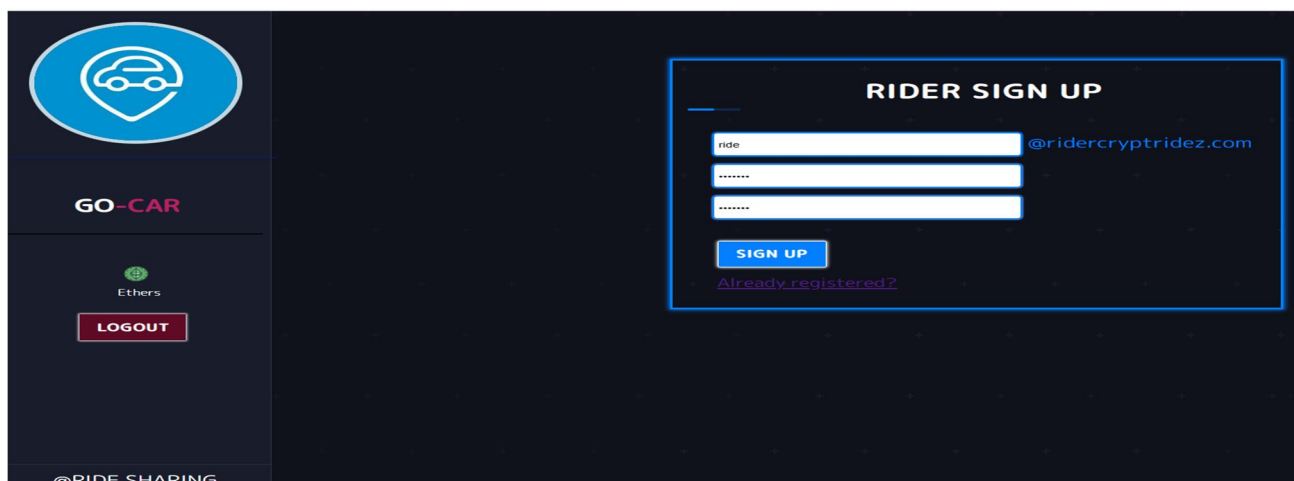 GO-CAR
Ethers
LOGOUT
@RIDE SHARING
RIDER SIGN UP
ride
@ridercryptridez.com
•••••••
•••••••
SIGN UP
Already registered?